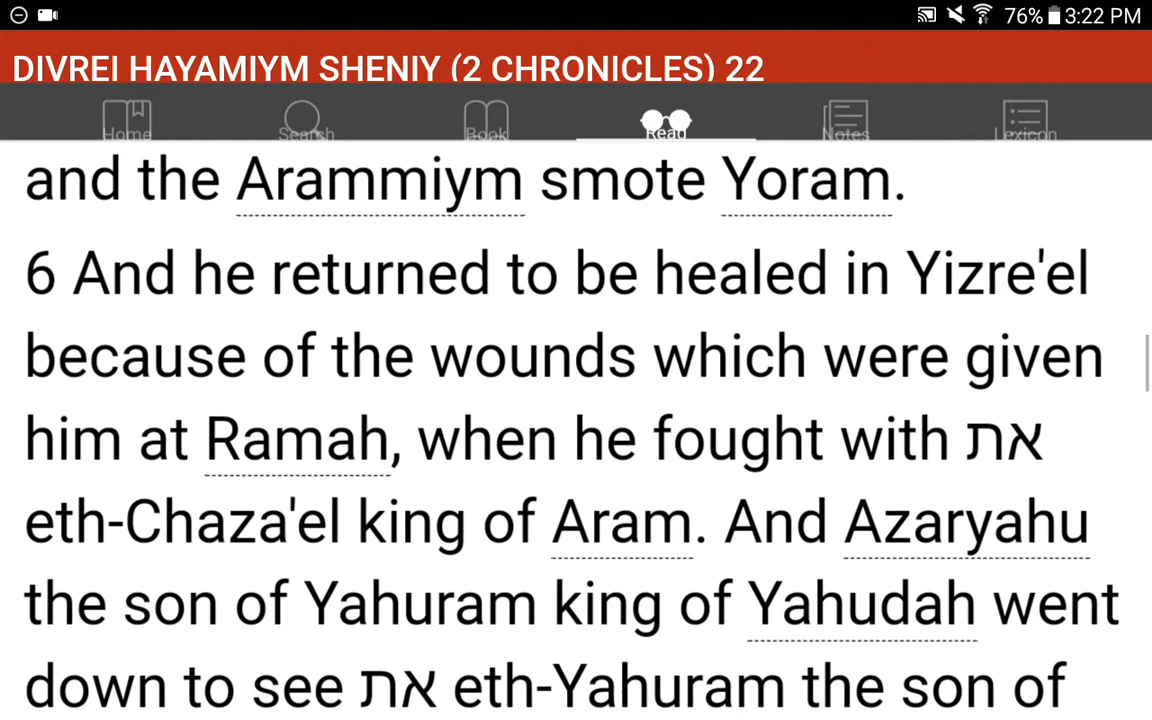 76% 3:22 PM
DIVREI HAYAMIYM SHENIY (2 CHRONICLES) 22
Home Search Book Read Notes Lexicon
and the Arammiym smote Yoram.
6 And he returned to be healed in Yizre'el
because of the wounds which were given
him at Ramah, when he fought with את
eth-Chaza'el king of Aram. And Azaryahu
the son of Yahuram king of Yahudah went
down to see את eth-Yahuram the son of